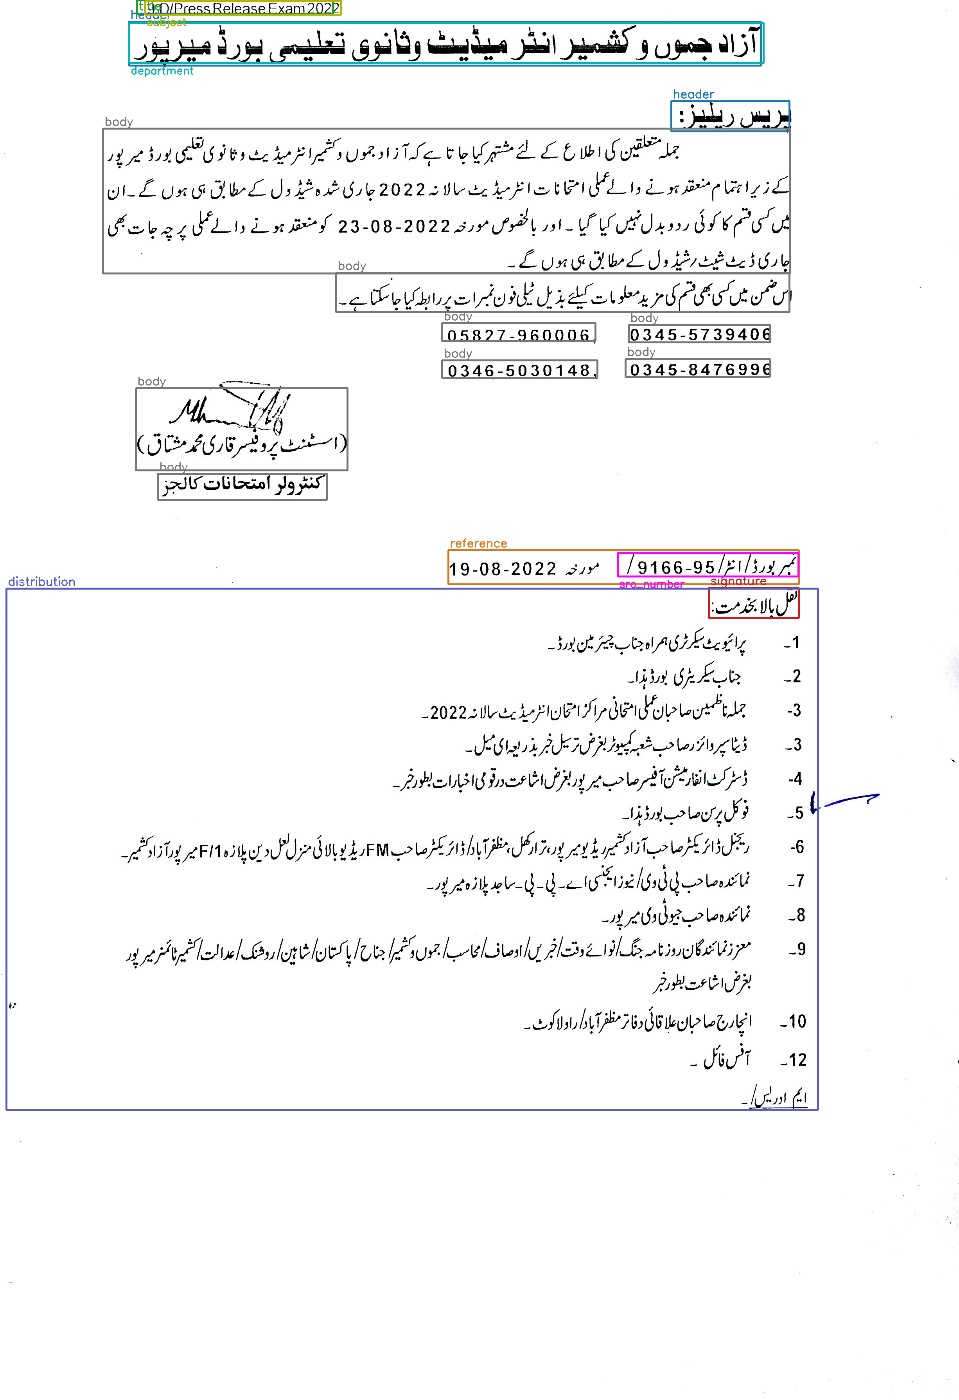 D/Press Release Exam 2022
آزاد جموں و کشمیر انٹر میڈیٹ وثانوی تعلیمی بورڈ میرپور
پریس ریلیز:
جملہ متعلقین کی اطلاع کے لئے مشتہر کیا جاتا ہے کہ آزاد جموں و کشمیر انٹرمیڈیٹ و ثانوی تعلیمی بورڈ میرپور
کے زیراہتمام منعقد ہونے والے عملی امتحانات انٹرمیڈیٹ سالانہ 2022 جاری شدہ شیڈول کے مطابق ہی ہوں گے۔ ان
میں کسی قسم کا کوئی ردوبدل نہیں کیا گیا ۔ اور بالخصوص مورخہ 23-08-2022 کو منعقد ہونے والے عملی پرچہ جات بھی
جاری ڈیٹ شیٹ رشیڈول کے مطابق ہی ہوں گے ۔
اس ضمن میں کسی بھی قسم کی مزید معلومات کیلئے بذیل ٹیلی فون نمبرات پر رابطہ کیا جاسکتا ہے۔
0345-5739406 05827-960006,
0345-8476996 0346-5030148,
(اسسٹنٹ پروفیسر قاری محمد مشتاق)
کنٹرولر امتحانات کالجز
نمبر بورڈ/انٹر/9166-95/ مورخہ 19-08-2022
نقل بالا بخدمت:
1۔ پرائیویٹ سیکرٹری ہمراہ جناب چیئرمین بورڈ۔
2۔ جناب سیکریٹری بورڈ ہذا۔
3- جملہ ناظمین صاحبان عملی امتحانی مراکز امتحان انٹرمیڈیٹ سالانہ 2022۔
3۔ ڈیٹا سپروائزر صاحب شعبہ کمپیوٹر بغرض ترسیل خبر بذریعہ ای میل۔
4- ڈسٹرکٹ انفارمیشن آفیسر صاحب میرپور بغرض اشاعت در قومی اخبارات بطور خبر۔
5۔ فوکل پرسن صاحب بورڈ ہذا۔
6- ریجنل ڈائریکٹر صاحب آزاد کشمیر ریڈیو میرپور، تراڑکھل، مظفرآباد/ڈائریکٹر صاحب FM ریڈیو بالائی منزل لعل دین پلازہ F/1 میرپور آزاد کشمیر۔
7۔ نمائندہ صاحب پی ٹی وی/نیوز ایجنسی اے۔ پی۔ پی۔ ساجد پلازہ میرپور۔
8۔ نمائندہ صاحب جیو ٹی وی میرپور۔
9۔ معزز نمائندگان روزنامہ جنگ/نوائے وقت/خبریں/اوصاف/محاسب/جموں وکشمیر/جناح/پاکستان/شاہین/روشنک/عدالت/کشمیر ٹائمنر میرپور
بغرض اشاعت بطور خبر
10۔ انچارج صاحبان علاقائی دفاتر مظفرآباد/راولاکوٹ۔
12۔ آفس فائل ۔
ایم ادریس/۔